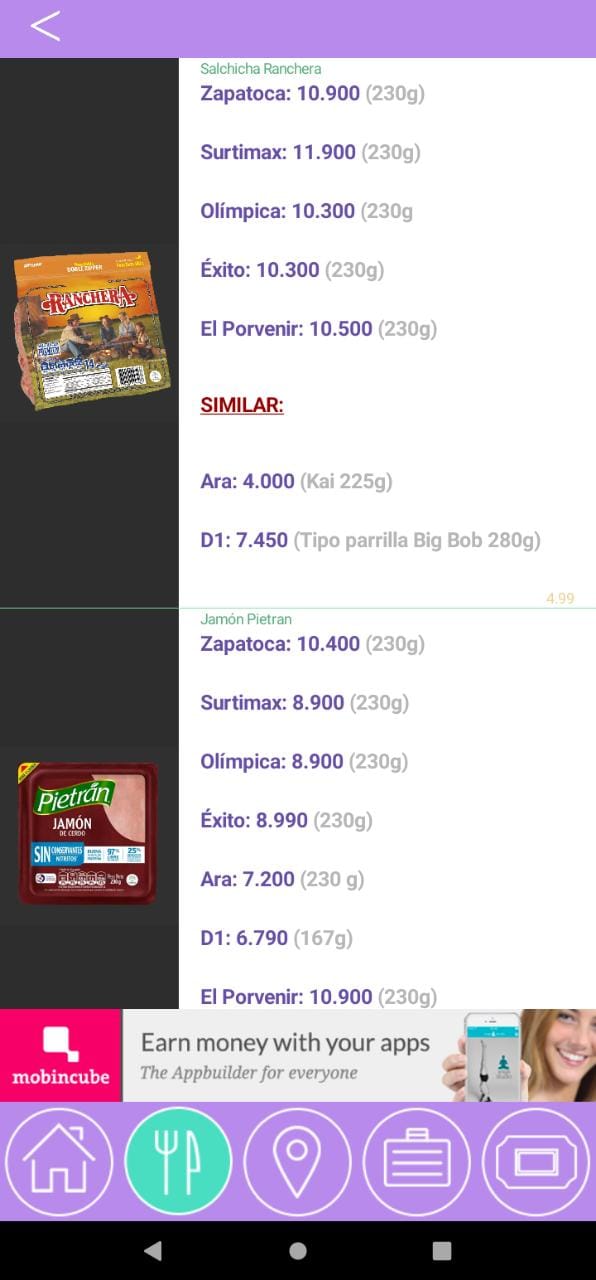 Salchicha Ranchera
Zapatoca: 10.900 (230g)
Surtimax: 11.900 (230g)
Olímpica: 10.300 (230g
Éxito: 10.300 (230g)
El Porvenir: 10.500 (230g)
RANCHERA
SIMILAR:
Ara: 4.000 (Kai 225g)
D1: 7.450 (Tipo parrilla Big Bob 280g)
4.99
Jamón Pietran
Zapatoca: 10.400 (230g)
Surtimax: 8.900 (230g)
Olímpica: 8.900 (230g)
Pietrán
JAMÓN
DE CERDO
SIN CONSERVANTES
NITRITOS
97%
25%
Éxito: 8.990 (230g)
Ara: 7.200 (230 g)
D1: 6.790 (167g)
El Porvenir: 10.900 (230g)
mobincube
Earn money with your apps
The Appbuilder for everyone